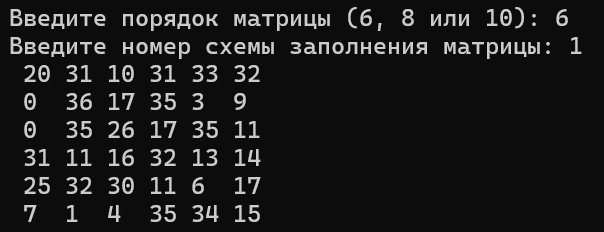 Введите порядок матрицы (6, 8 или 10): 6
Введите номер схемы заполнения матрицы: 1
20 31 10 31 33 32
0 36 17 35 3 9
0 35 26 17 35 11
31 11 16 32 13 14
25 32 30 11 6 17
7 1 4 35 34 15